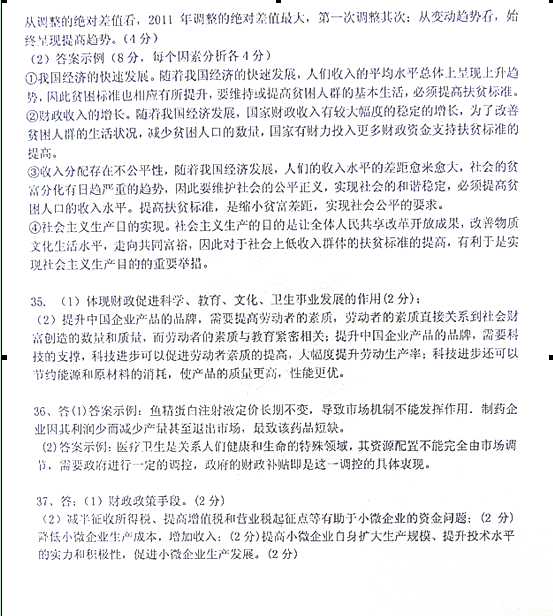 从调整的绝对差值看，2011 年调整的绝对差值最大，第一次调整其次；从变动趋势看，始
终呈现提高趋势。（4 分）
（2）答案示例（8 分，每个因素分析各 4 分）
①我国经济的快速发展。随着我国经济的快速发展，人们收入的平均水平总体上呈现上升趋
势，因此贫困标准也相应有所提升，要维持或提高贫困人群的基本生活，必须提高扶贫标准。
②财政收入的增长。随着我国经济发展，国家财政收入有较大幅度的稳定的增长，为了改善
贫困人群的生活状况，减少贫困人口的数量，国家有财力投入更多财政资金支持扶贫标准的
提高。
③收入分配存在不公平性，随着我国经济发展，人们的收入水平的差距愈来愈大，社会的贫
富分化有日趋严重的趋势，因此要维护社会的公平正义，实现社会的和谐稳定，必须提高贫
困人口的收入水平。提高扶贫标准，是缩小贫富差距，实现社会公平的要求。
④社会主义生产目的实现。社会主义生产的目的是让全体人民共享改革开放成果，改善物质
文化生活水平，走向共同富裕，因此对于社会上低收入群体的扶贫标准的提高，有利于是实
现社会主义生产目的的重要举措。
35. （1）体现财政促进科学、教育、文化、卫生事业发展的作用(2 分)；
（2）提升中国企业产品的品牌，需要提高劳动者的素质，劳动者的素质直接关系到社会财
富创造的数量和质量，而劳动者的素质与教育紧密相关；提升中国企业产品的品牌，需要科
技的支撑，科技进步可以促进劳动者素质的提高，大幅度提升劳动生产率；科技进步还可以
节约能源和原材料的消耗，使产品的质量更高，性能更优。
36、答(1)答案示例：鱼精蛋白注射液定价长期不变，导致市场机制不能发挥作用．制药企
业因其利润少而减少产量甚至退出市场，最致该药品短缺。
(2)答案示例：医疗卫生是关系人们健康和生命的特殊领域，其资源配置不能完全由市场调
节，需要政府进行一定的调控，政府的财政补贴即是这一调控的具体表现。
37、答：（1）财政政策手段。(2 分)
（2）减半征收所得税、提高增值税和营业税起征点等有助于小微企业的资金问题；(2 分)
降低小微企业生产成本，增加收入；(2 分)提高小微企业自身扩大生产规模、提升技术水平
的实力和积极性，促进小微企业生产发展。(2 分)